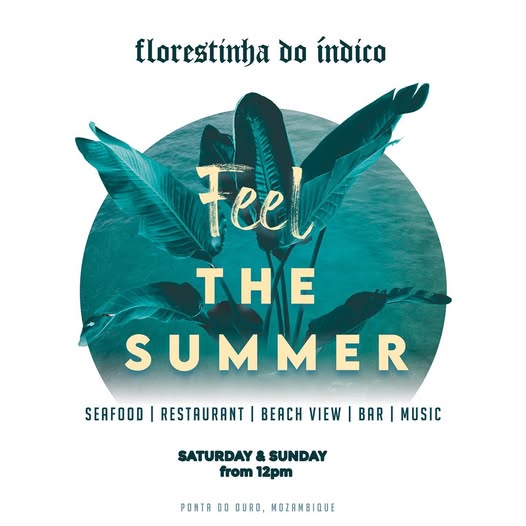 florestinha do índico
Feel
THE
SUMMER
SEAFOOD | RESTAURANT | BEACH VIEW | BAR | MUSIC
SATURDAY & SUNDAY
from 12pm
PONTA DO OURO, MOZAMBIQUE